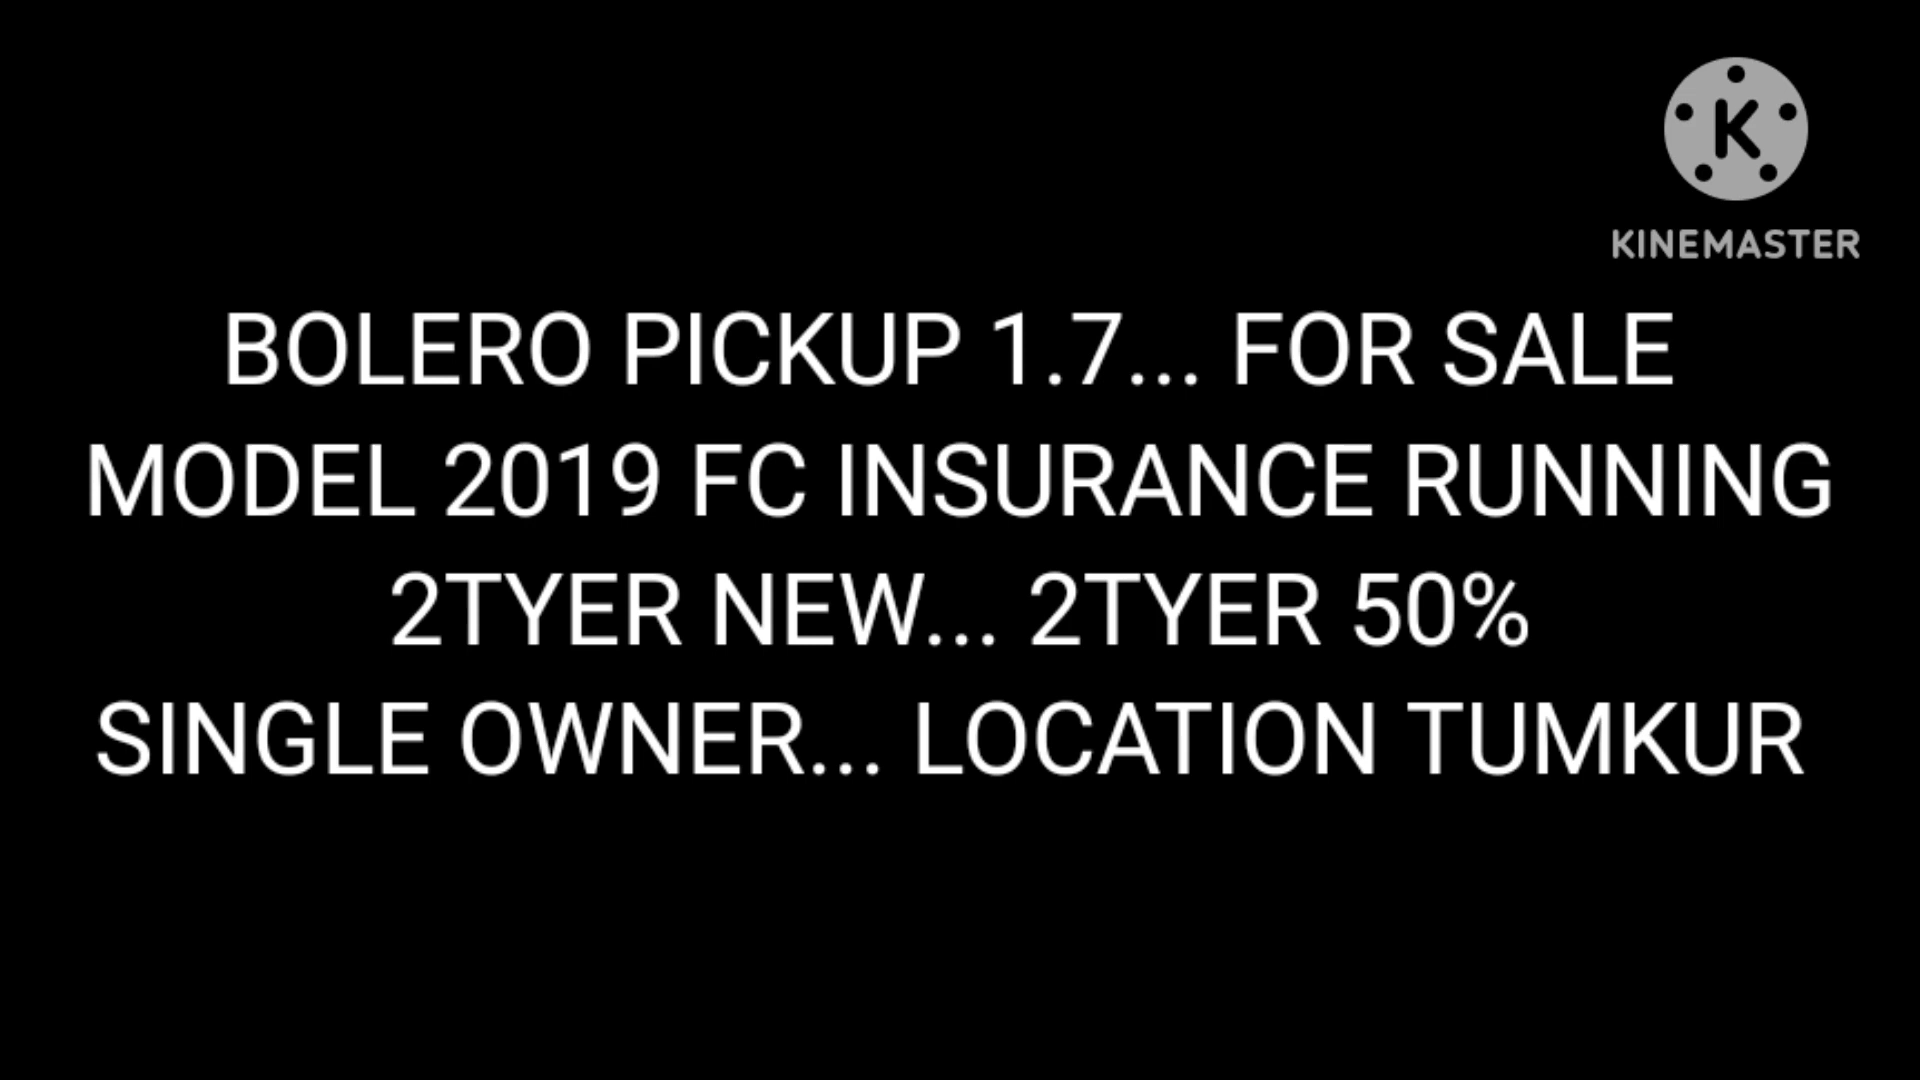 K
KINEMASTER
BOLERO PICKUP 1.7... FOR SALE
MODEL 2019 FC INSURANCE RUNNING
2TYER NEW... 2TYER 50%
SINGLE OWNER... LOCATION TUMKUR